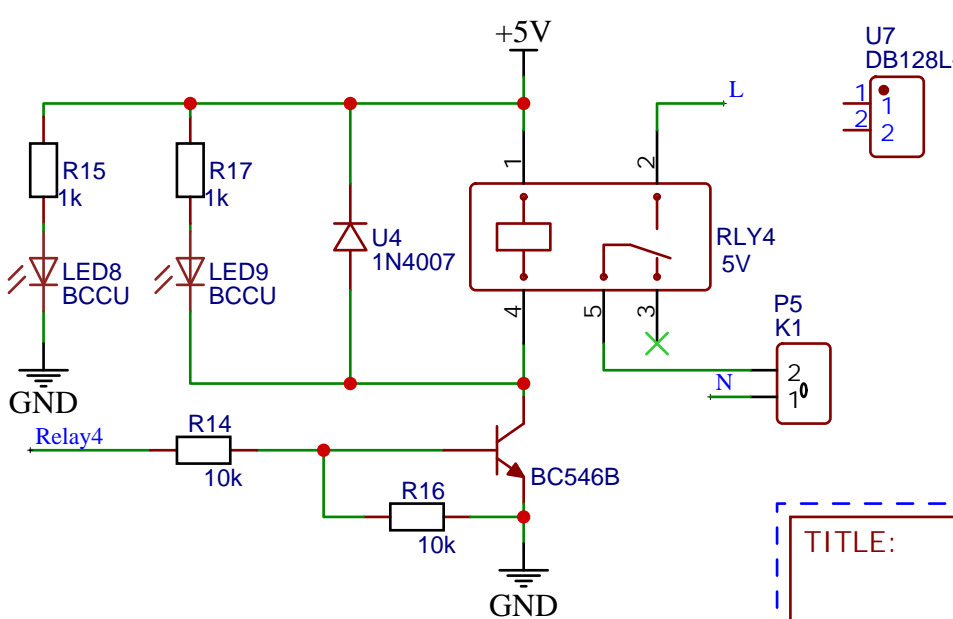 +5V
U7
DB128L-
L
1
1
2
2
R15
1k
R17
1k
1
2
U4
1N4007
RLY4
5V
LED8
BCCU
LED9
BCCU
4
5
3
P5
K1
2
1
0
N
GND
Relay4
R14
10k
BC546B
R16
10k
GND
TITLE: